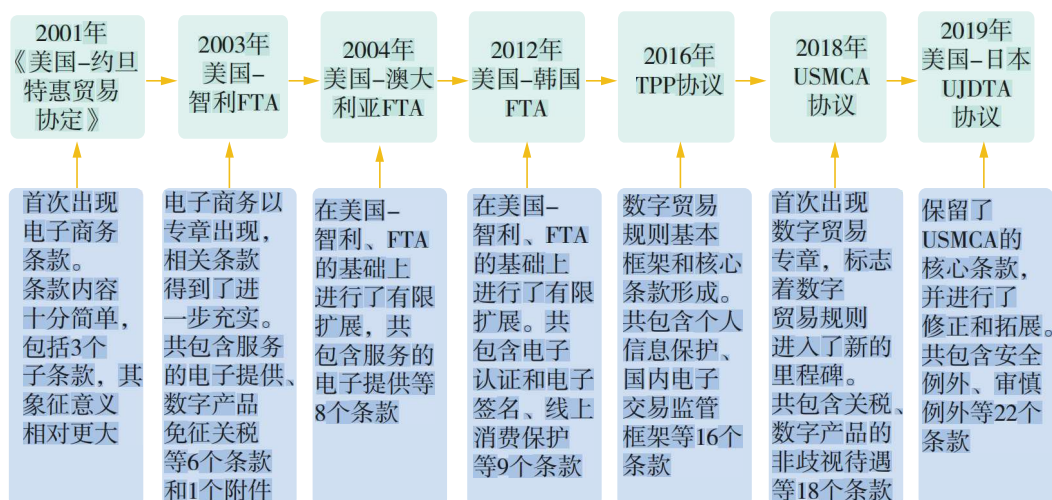 2001年
《美国-约旦
特惠贸易
协定》
2003年
美国-
智利FTA
2004年
美国-澳大
利亚FTA
2012年
美国-韩国
FTA
2016年
TPP协议
2018年
USMCA
协议
2019年
美国-日本
UJDTA
协议
首次出现
电子商务
条款。
条款内容
十分简单，
包括3个
子条款，其
象征意义
相对更大
电子商务以
专章出现，
相关条款
得到了进
一步充实。
共包含服务
的电子提供、
数字产品
免征关税
等6个条款
和1个附件
在美国-
智利、FTA
的基础上
进行了有限
扩展，共
包含服务的
电子提供等
8个条款
在美国-
智利、FTA
的基础上
进行了有限
扩展。共
包含电子
认证和电子
签名、线上
消费保护
等9个条款
数字贸易
规则基本
框架和核心
条款形成。
共包含个人
信息保护、
国内电子
交易监管
框架等16个
条款
首次出现
数字贸易
专章，标志
着数字
贸易规则
进入了新的
里程碑。
共包含关税、
数字产品的
非歧视待遇
等18个条款
保留了
USMCA的
核心条款，
并进行了
修正和拓展。
共包含安全
例外、审慎
例外等22个
条款